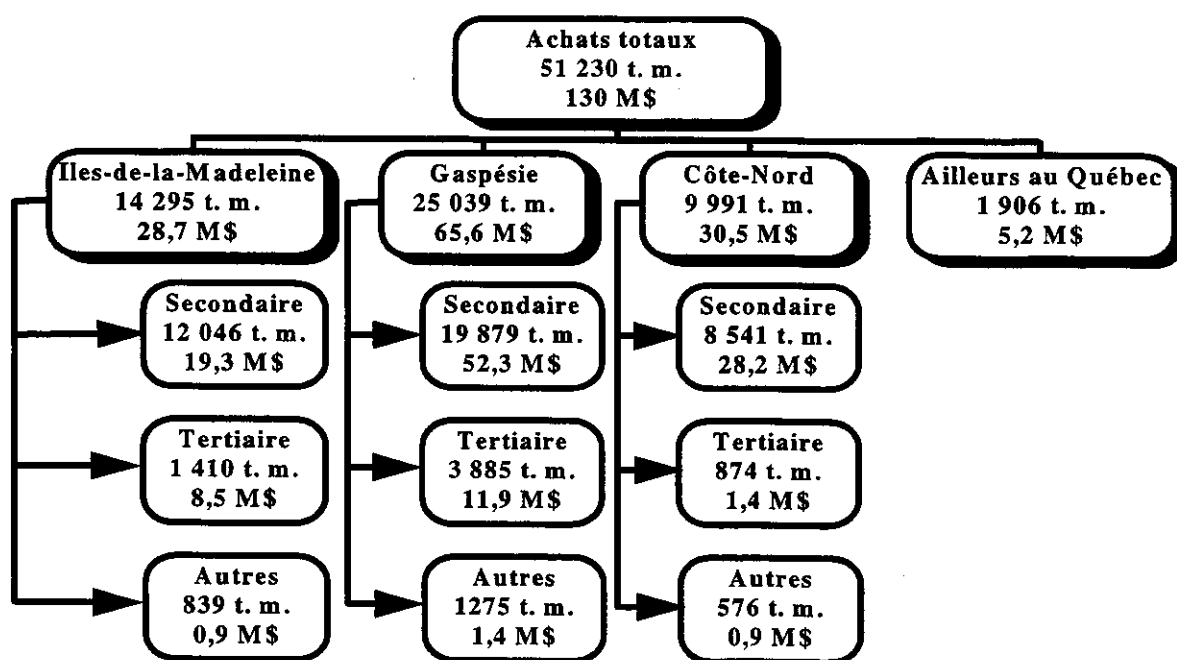 Achats totaux
51 230 t. m.
130 M$
Iles-de-la-Madeleine
14 295 t. m.
28,7 M$
Gaspésie
25 039 t. m.
65,6 M$
Côte-Nord
9 991 t. m.
30,5 M$
Ailleurs au Québec
1 906 t. m.
5,2 M$
Secondaire
12 046 t. m.
19,3 M$
Secondaire
19 879 t. m.
52,3 M$
Secondaire
8 541 t. m.
28,2 M$
Tertiaire
1 410 t. m.
8,5 M$
Tertiaire
3 885 t. m.
11,9 M$
Tertiaire
874 t. m.
1,4 M$
Autres
839 t. m.
0,9 M$
Autres
1275 t. m.
1,4 M$
Autres
576 t. m.
0,9 M$